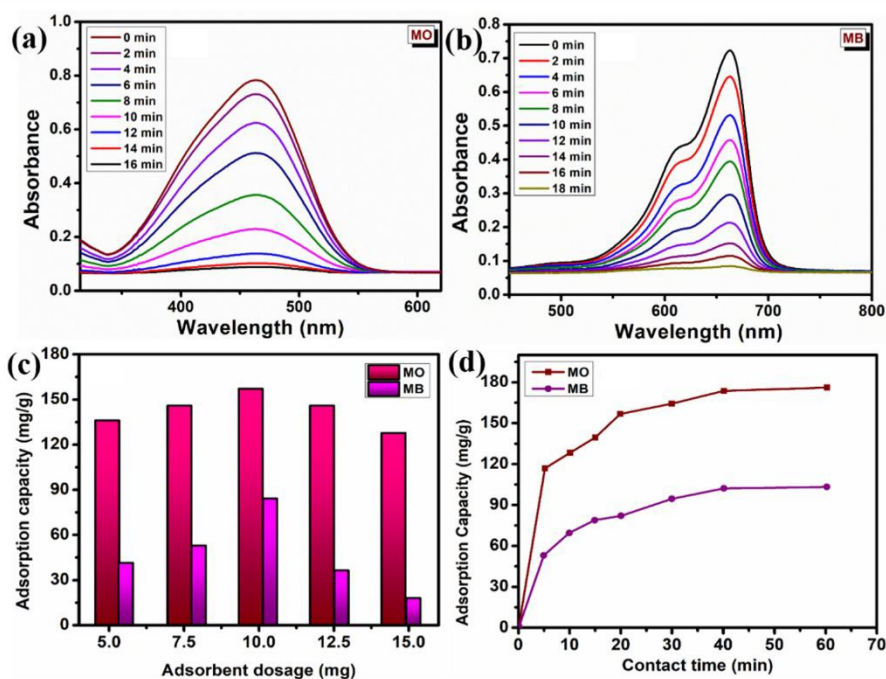 (a)
MO
0 min
2 min
4 min
6 min
8 min
10 min
12 min
14 min
16 min
Absorbance
0.0
0.2
0.4
0.6
0.8
1.0
400
500
600
Wavelength (nm)
(b)
MB
0 min
2 min
4 min
6 min
8 min
10 min
12 min
14 min
16 min
18 min
Absorbance
0.0
0.1
0.2
0.3
0.4
0.5
0.6
0.7
0.8
500
600
700
800
Wavelength (nm)
(c)
MO
MB
Adsorption capacity (mg/g)
0
30
60
90
120
150
180
5.0
7.5
10.0
12.5
15.0
Adsorbent dosage (mg)
(d)
MO
MB
Adsorption Capacity (mg/g)
0
30
60
90
120
150
180
0
10
20
30
40
50
60
70
Contact time (min)